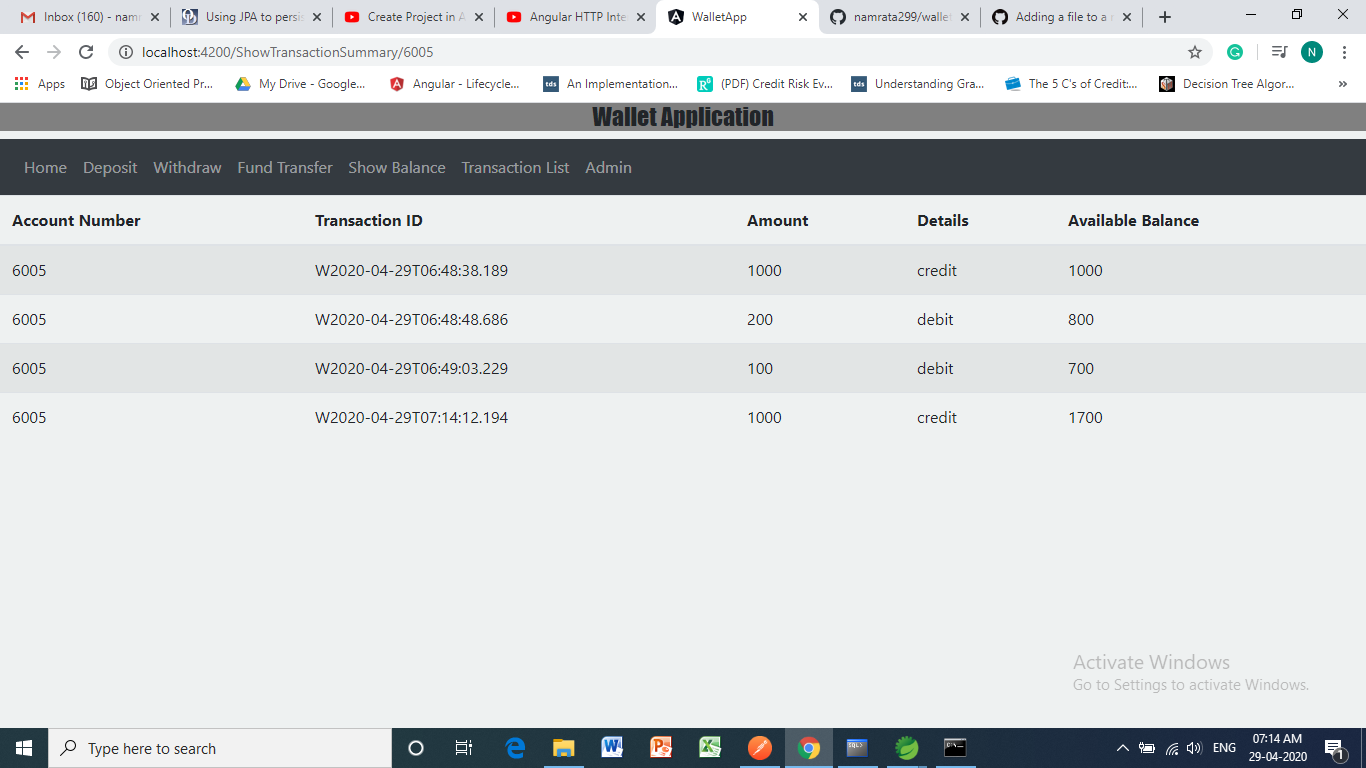 Inbox (160) - namr
Using JPA to persis
Create Project in A
Angular HTTP Inte
WalletApp
namrata299/wallet
Adding a file to a r
localhost:4200/ShowTransactionSummary/6005
N
Apps
Object Oriented Pr...
My Drive - Google...
Angular - Lifecycle...
tds An Implementation...
(PDF) Credit Risk Ev...
tds Understanding Gra...
The 5 C's of Credit:...
Decision Tree Algor...
»
Wallet Application
Home Deposit Withdraw Fund Transfer Show Balance Transaction List Admin
Account Number Transaction ID Amount Details Available Balance
6005 W2020-04-29T06:48:38.189 1000 credit 1000
6005 W2020-04-29T06:48:48.686 200 debit 800
6005 W2020-04-29T06:49:03.229 100 debit 700
6005 W2020-04-29T07:14:12.194 1000 credit 1700
Activate Windows
Go to Settings to activate Windows.
Type here to search
ENG
07:14 AM
29-04-2020
1